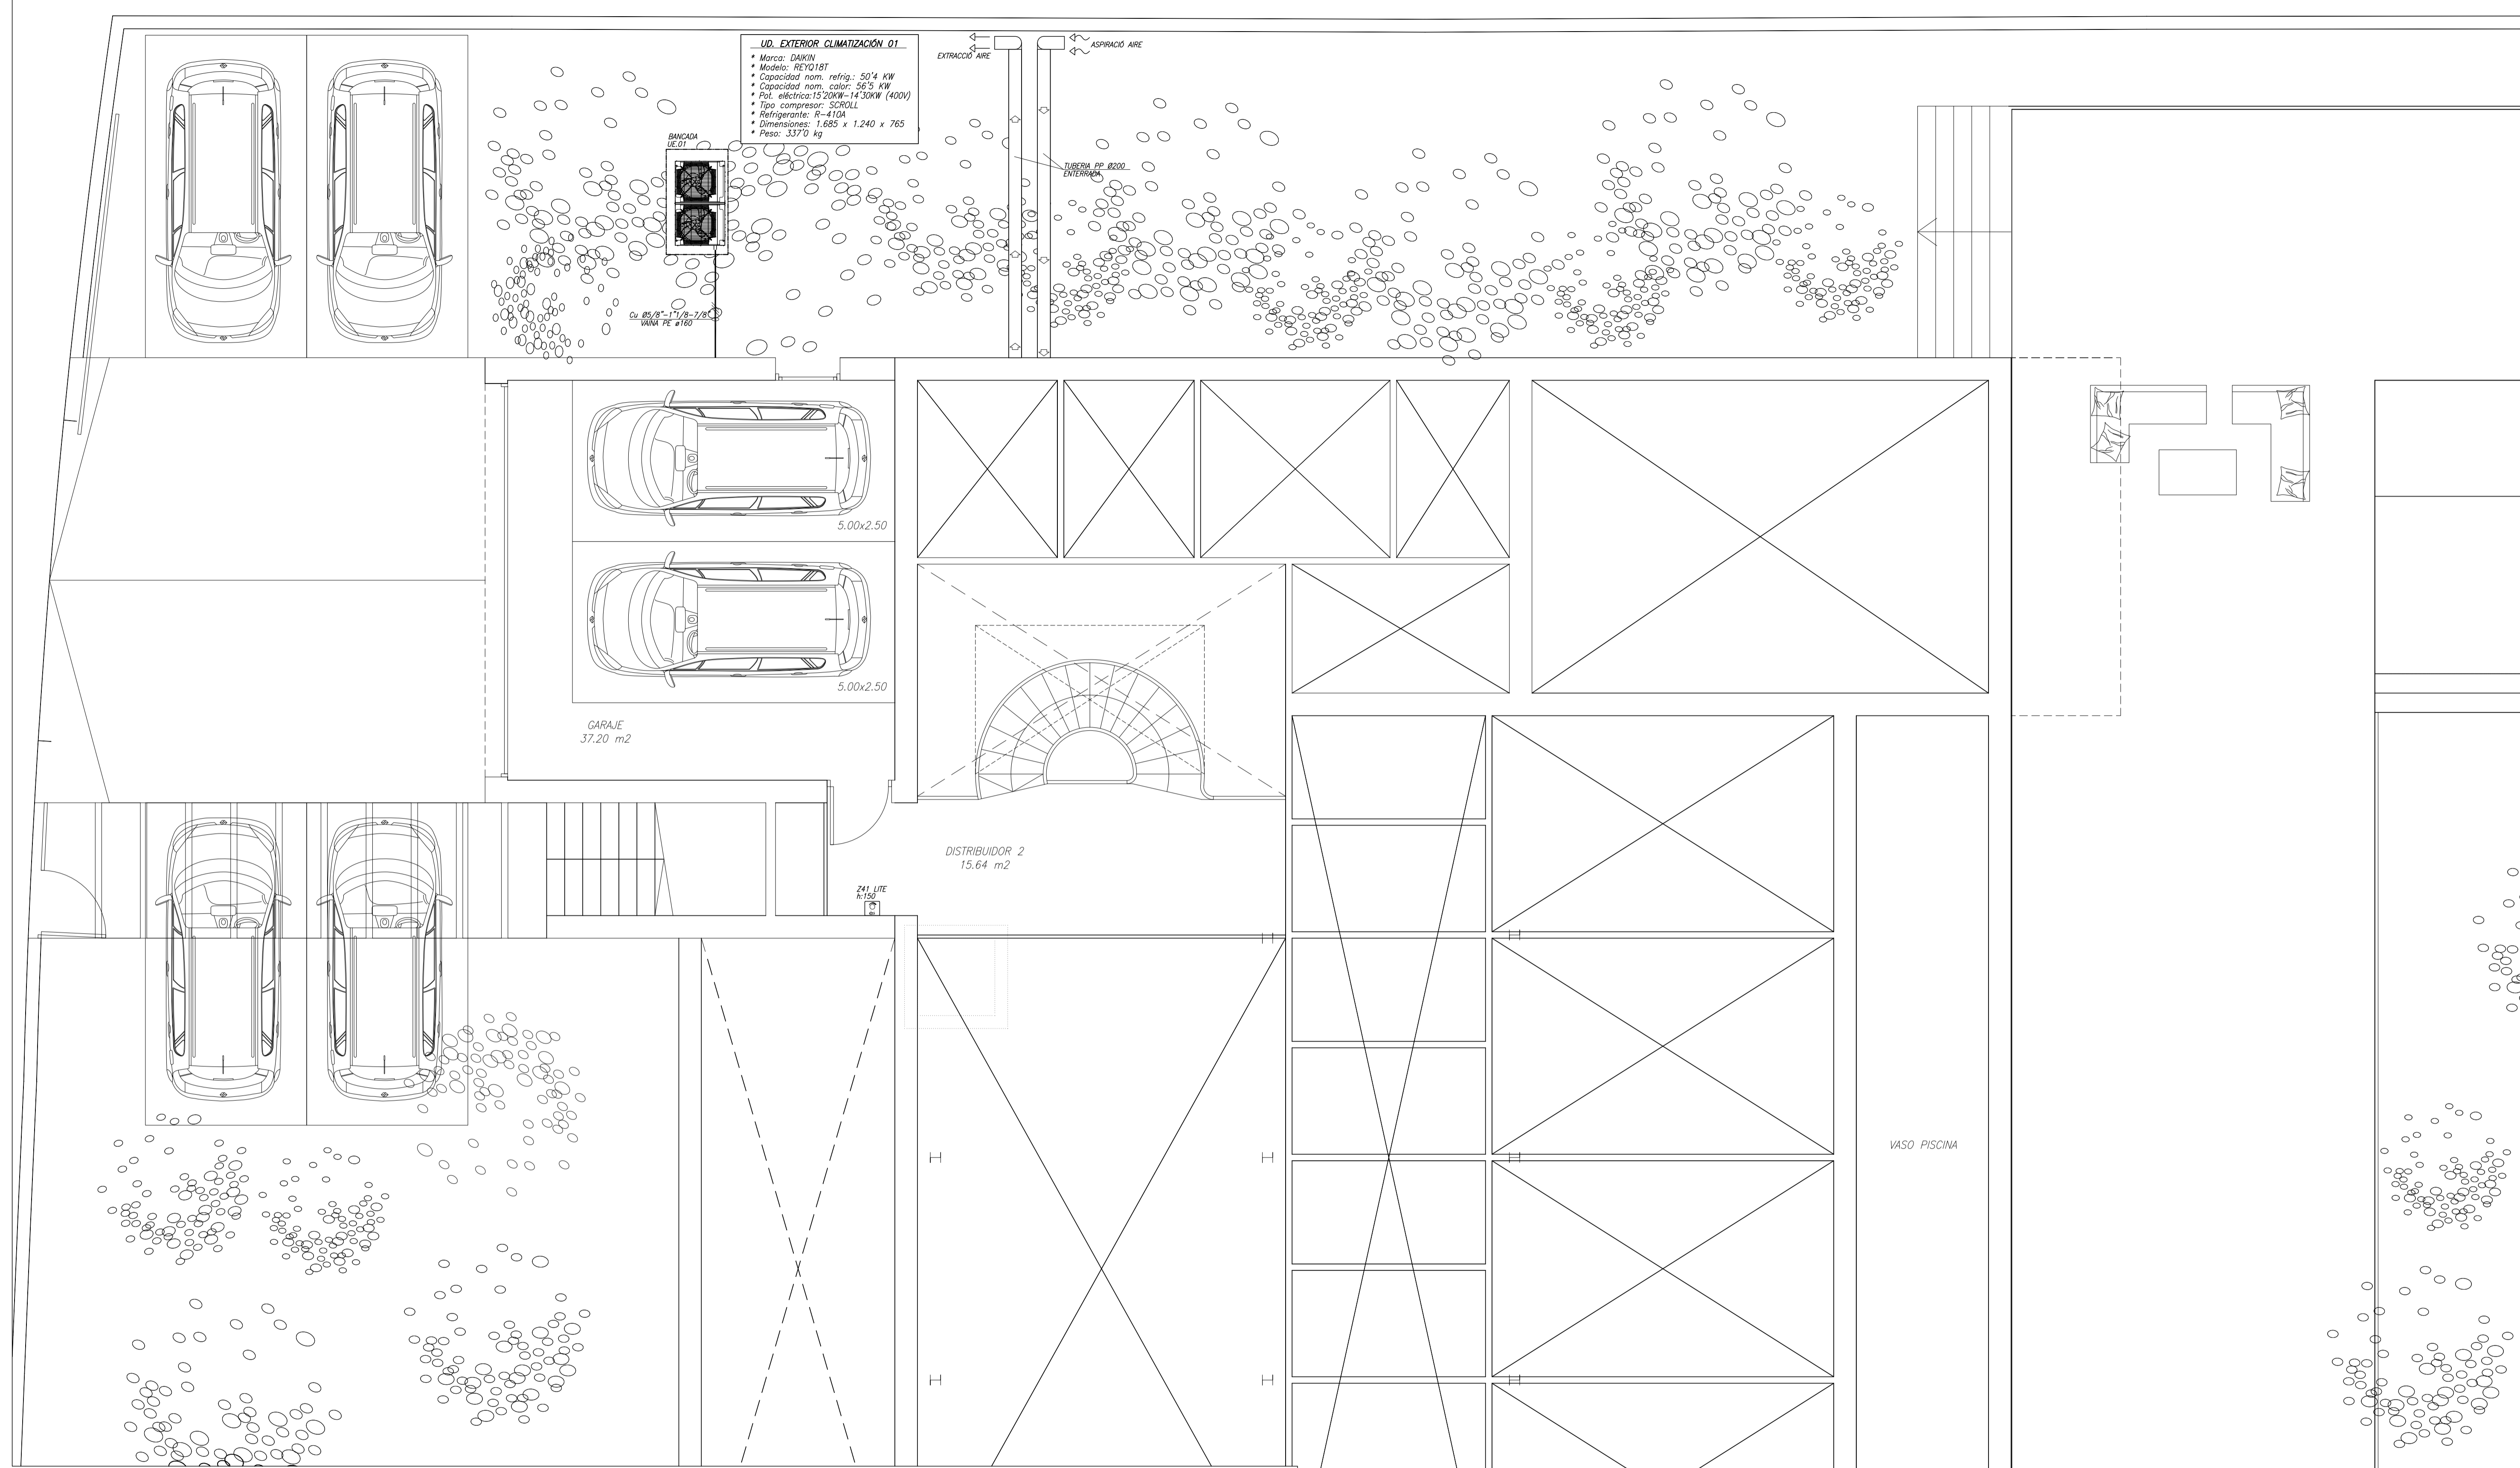 UD. EXTERIOR CLIMATIZACIÓN 01
* Marca: DAIKIN
* Modelo: REYQ18T
* Capacidad nom. refrig.: 50'4 KW
* Capacidad nom. calor: 56'5 KW
* Pot. eléctrica:15'20KW-14'30KW (400V)
* Tipo compresor: SCROLL
* Refrigerante: R-410A
* Dimensiones: 1.685 x 1.240 x 765
* Peso: 337'0 kg
EXTRACCIÓ AIRE
ASPIRACIÓ AIRE
BANCADA
UE.01
TUBERIA PP Ø200
ENTERRADA
Cu Ø5/8"-1"1/8-7/8"
VAINA PE ø160
5.00x2.50
5.00x2.50
GARAJE
37.20 m2
DISTRIBUIDOR 2
15.64 m2
Z41 LITE
h:150
VASO PISCINA